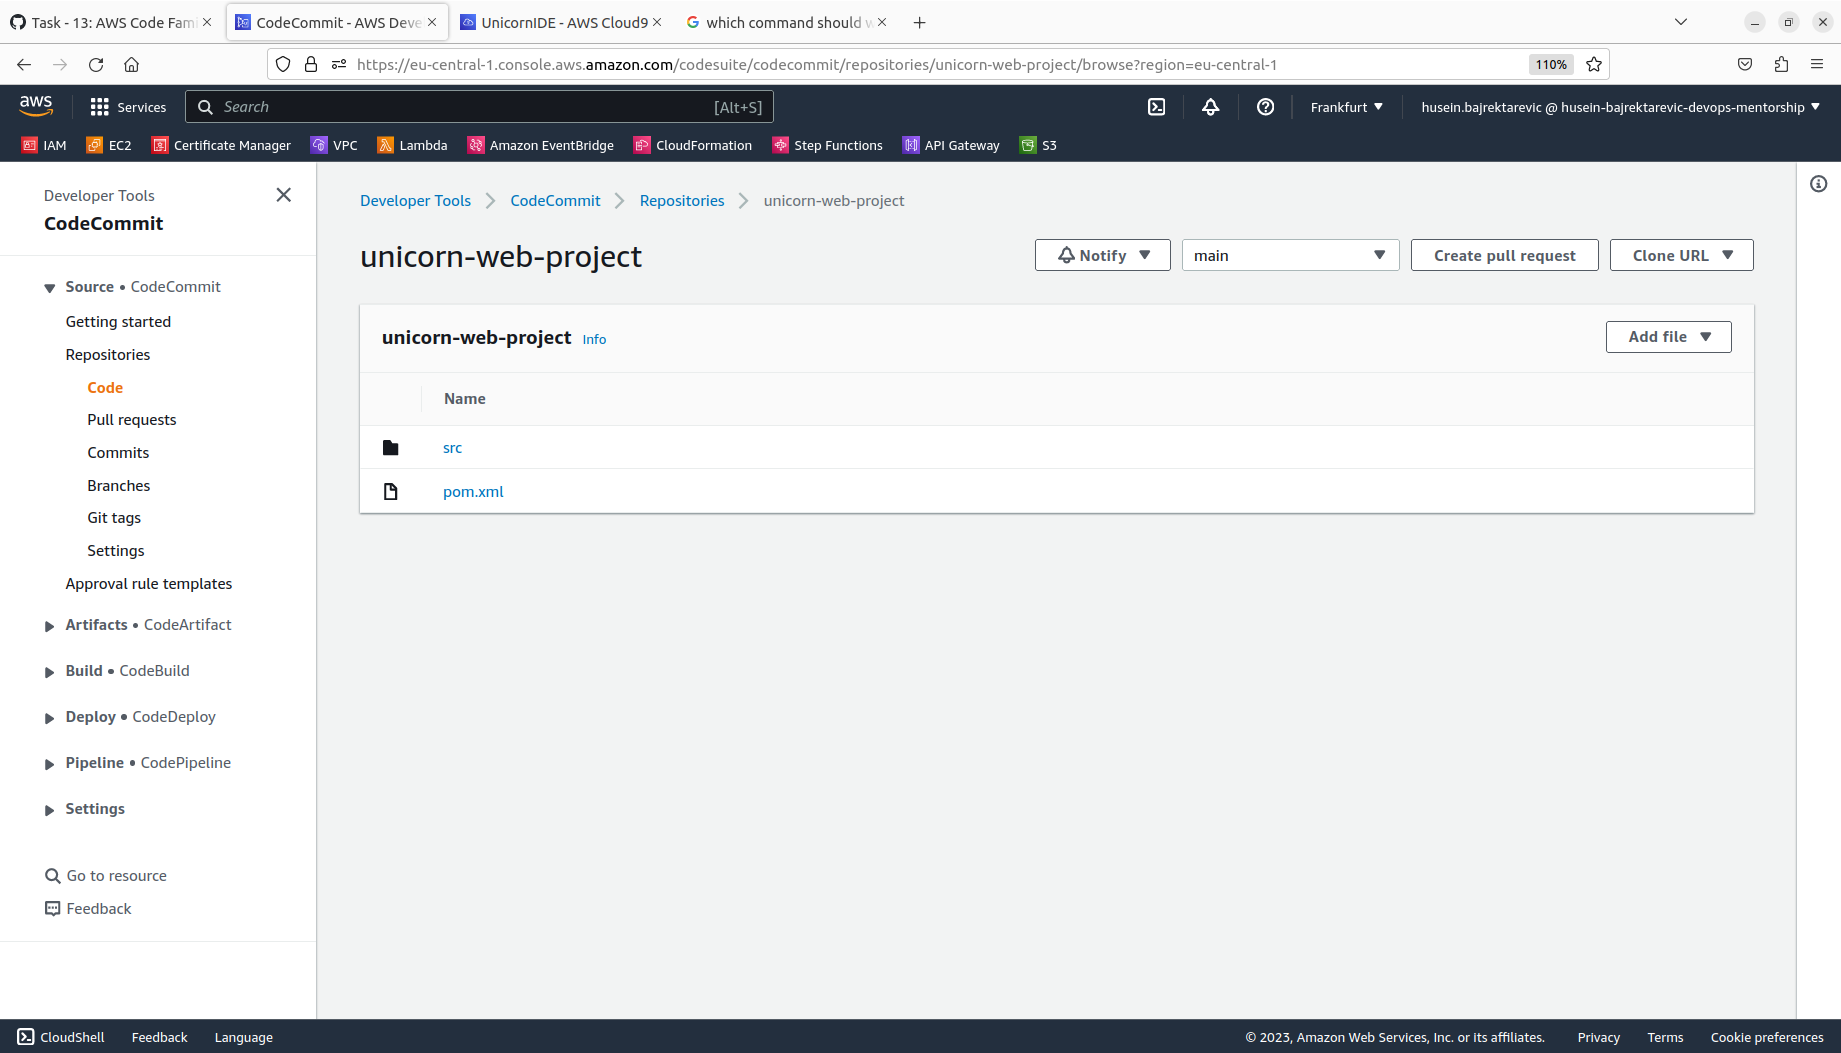 Task - 13: AWS Code Fam
CodeCommit - AWS Deve
UnicornIDE - AWS Cloud9
which command should w
https://eu-central-1.console.aws.amazon.com/codesuite/codecommit/repositories/unicorn-web-project/browse?region=eu-central-1
110%
aws
Services
Search
[Alt+S]
Frankfurt
husein.bajrektarevic @ husein-bajrektarevic-devops-mentorship
IAM
EC2
Certificate Manager
VPC
Lambda
Amazon EventBridge
CloudFormation
Step Functions
API Gateway
S3
Developer Tools
CodeCommit
Source • CodeCommit
Getting started
Repositories
Code
Pull requests
Commits
Branches
Git tags
Settings
Approval rule templates
Artifacts • CodeArtifact
Build • CodeBuild
Deploy • CodeDeploy
Pipeline • CodePipeline
Settings
Go to resource
Feedback
Developer Tools
CodeCommit
Repositories
unicorn-web-project
unicorn-web-project
Notify
main
Create pull request
Clone URL
unicorn-web-project Info
Add file
Name
src
pom.xml
CloudShell
Feedback
Language
© 2023, Amazon Web Services, Inc. or its affiliates.
Privacy
Terms
Cookie preferences